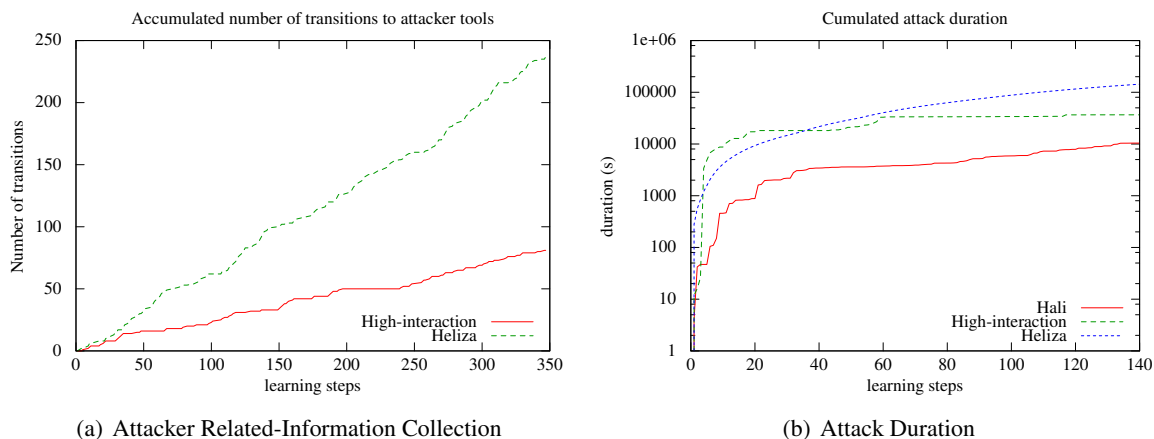 Accumulated number of transitions to attacker tools
250
200
150
100
50
0
Number of transitions
0 50 100 150 200 250 300 350
learning steps
High-interaction
Heliza
(a) Attacker Related-Information Collection
Cumulated attack duration
1e+06
100000
10000
1000
100
10
1
duration (s)
0 20 40 60 80 100 120 140
learning steps
Hali
High-interaction
Heliza
(b) Attack Duration